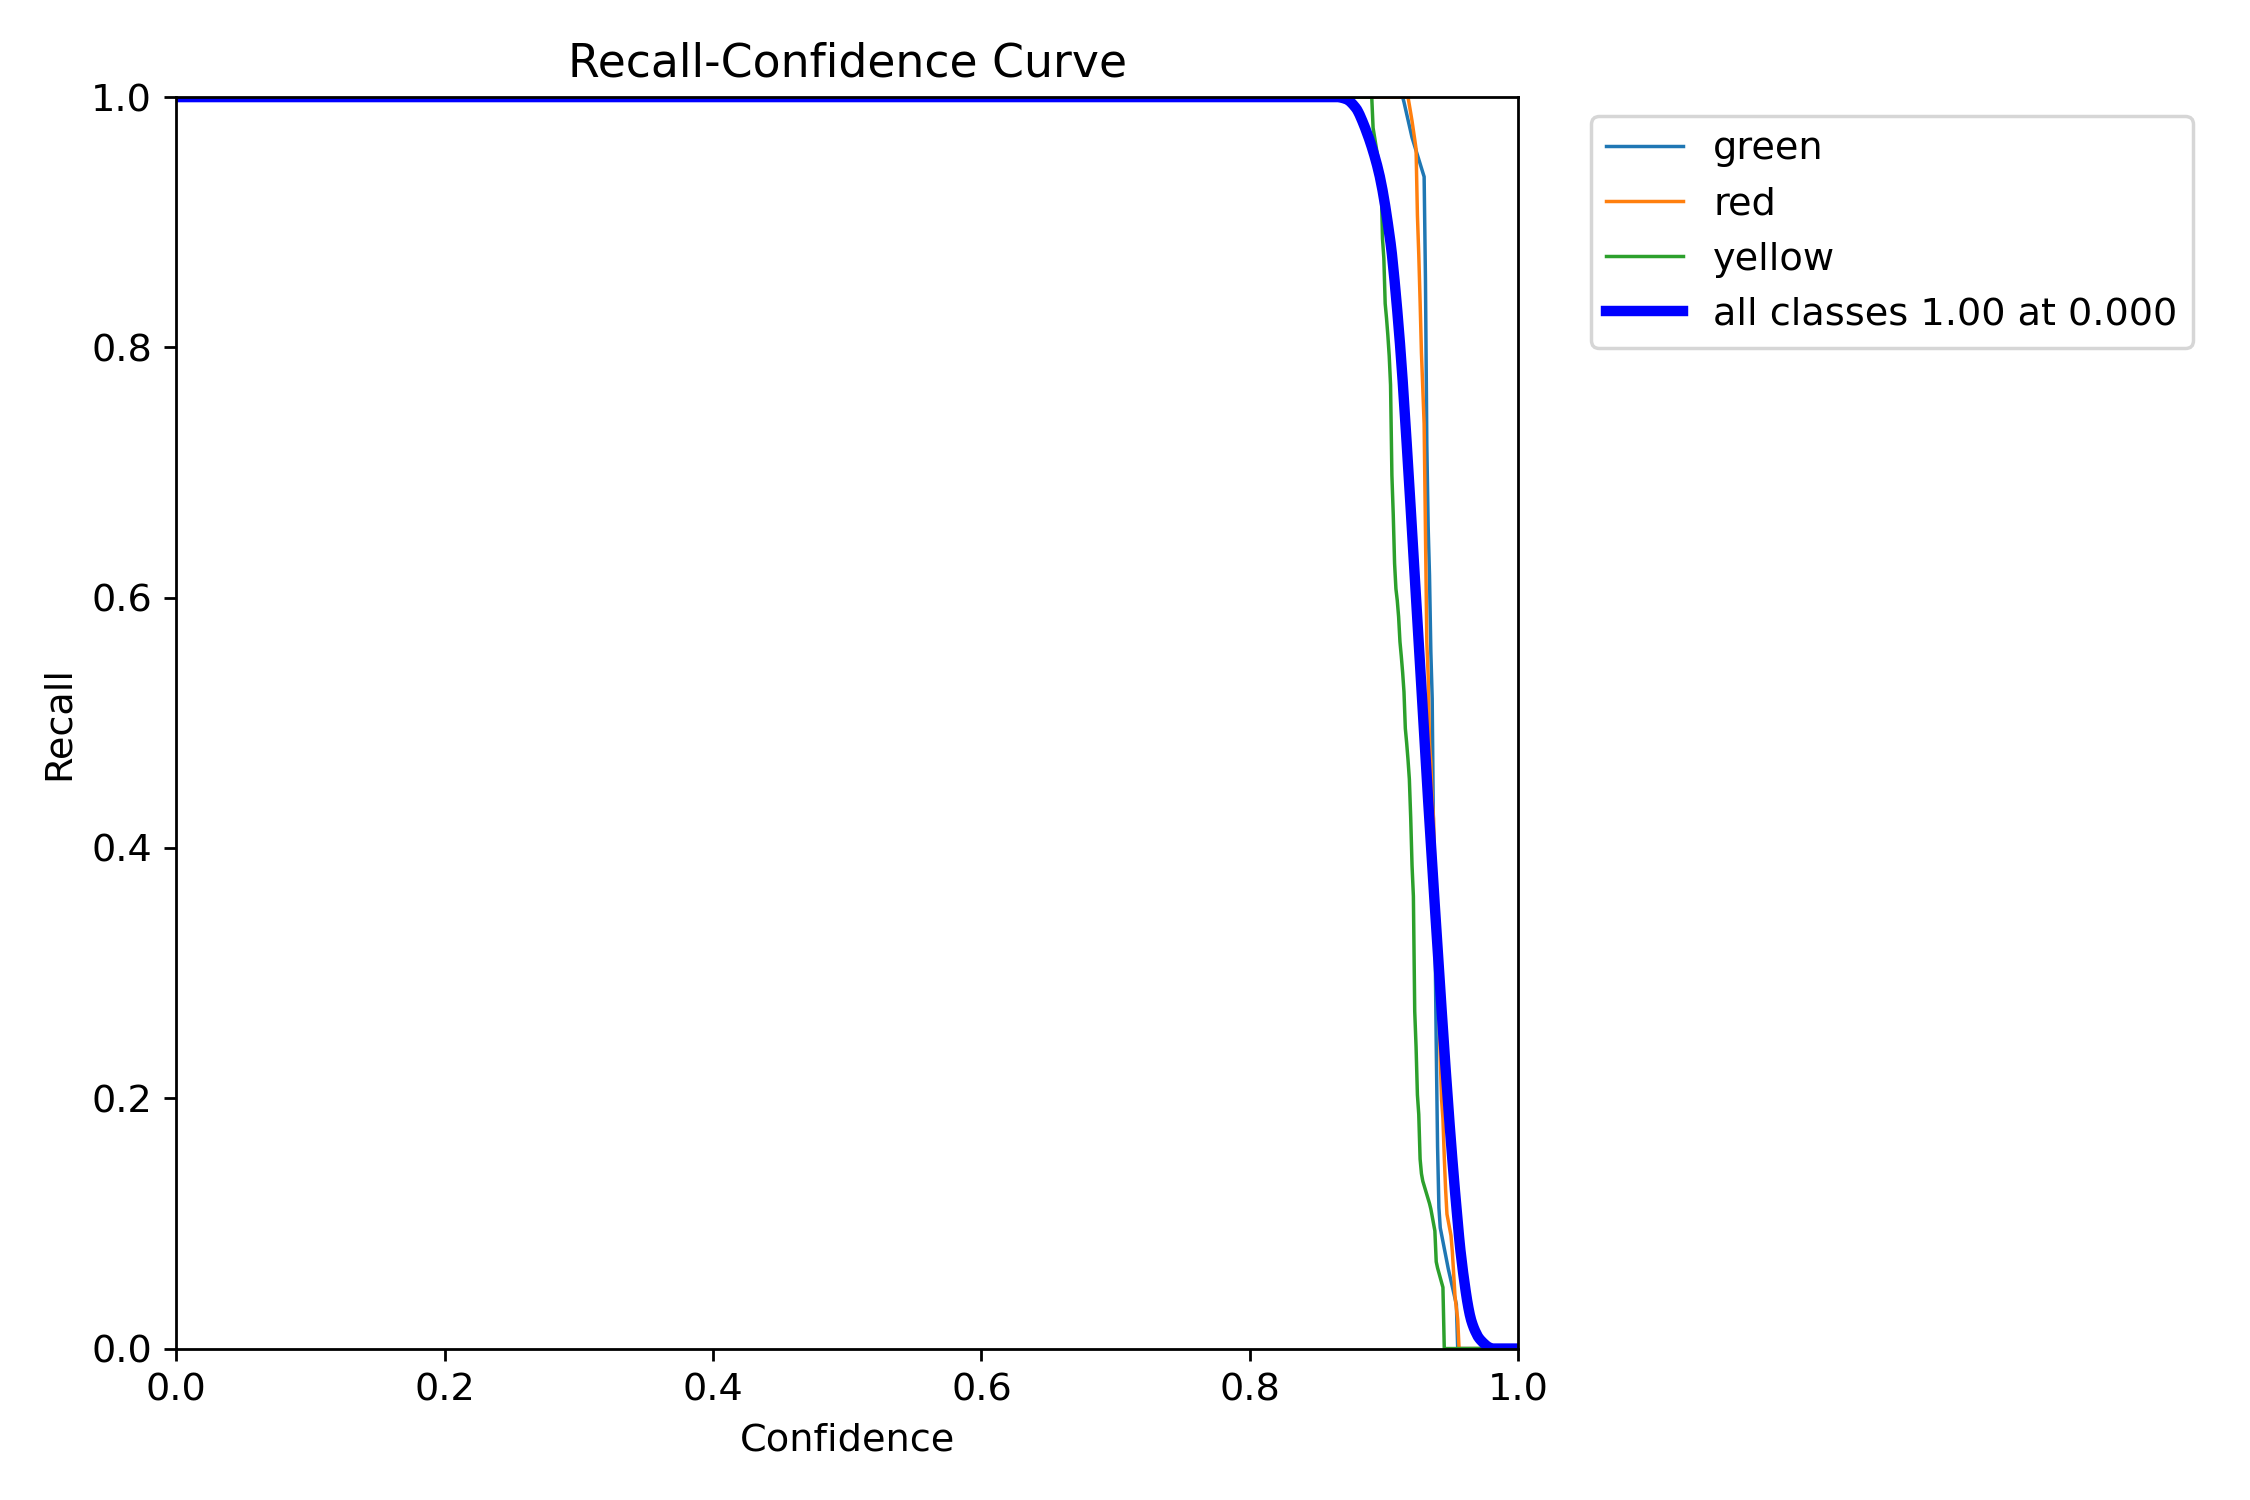 Recall-Confidence Curve
1.0
0.8
0.6
0.4
0.2
0.0
Recall
0.0 0.2 0.4 0.6 0.8 1.0
Confidence
green
red
yellow
all classes 1.00 at 0.000